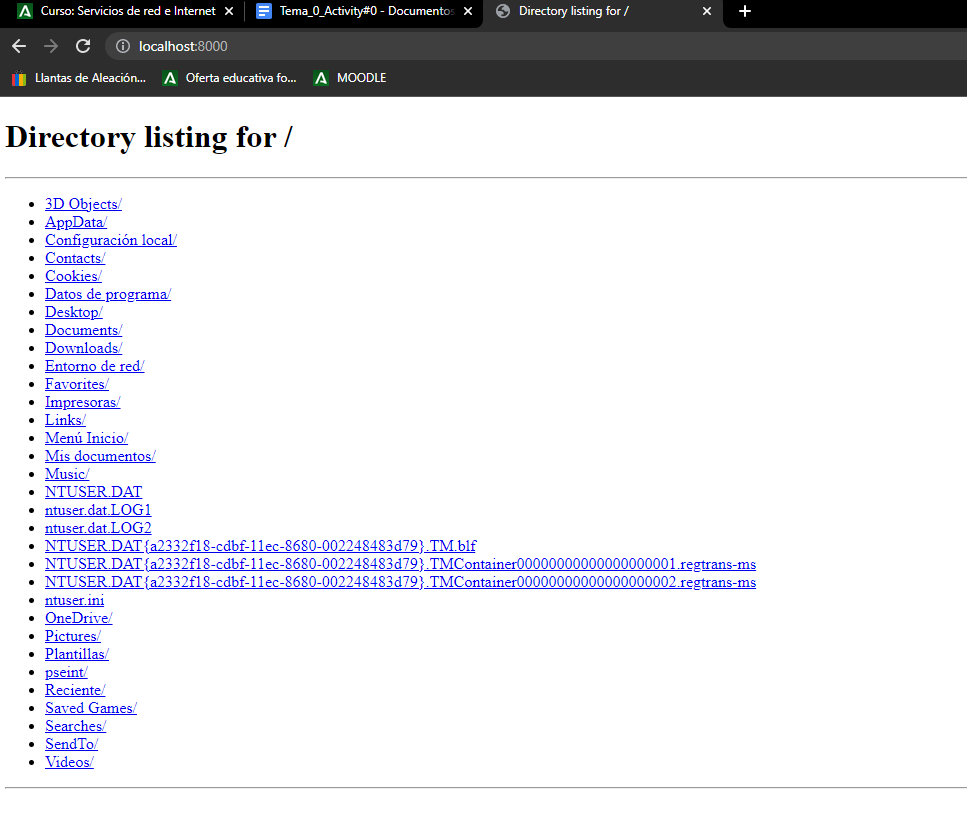 Curso: Servicios de red e Internet
Tema_0_Activity#0 - Documentos
Directory listing for /
localhost:8000
Llantas de Aleación...
Oferta educativa fo...
MOODLE
Directory listing for /
3D Objects/
AppData/
Configuración local/
Contacts/
Cookies/
Datos de programa/
Desktop/
Documents/
Downloads/
Entorno de red/
Favorites/
Impresoras/
Links/
Menú Inicio/
Mis documentos/
Music/
NTUSER.DAT
ntuser.dat.LOG1
ntuser.dat.LOG2
NTUSER.DAT{a2332f18-cdbf-11ec-8680-002248483d79}.TM.blf
NTUSER.DAT{a2332f18-cdbf-11ec-8680-002248483d79}.TMContainer00000000000000000001.regtrans-ms
NTUSER.DAT{a2332f18-cdbf-11ec-8680-002248483d79}.TMContainer00000000000000000002.regtrans-ms
ntuser.ini
OneDrive/
Pictures/
Plantillas/
pseint/
Reciente/
Saved Games/
Searches/
SendTo/
Videos/